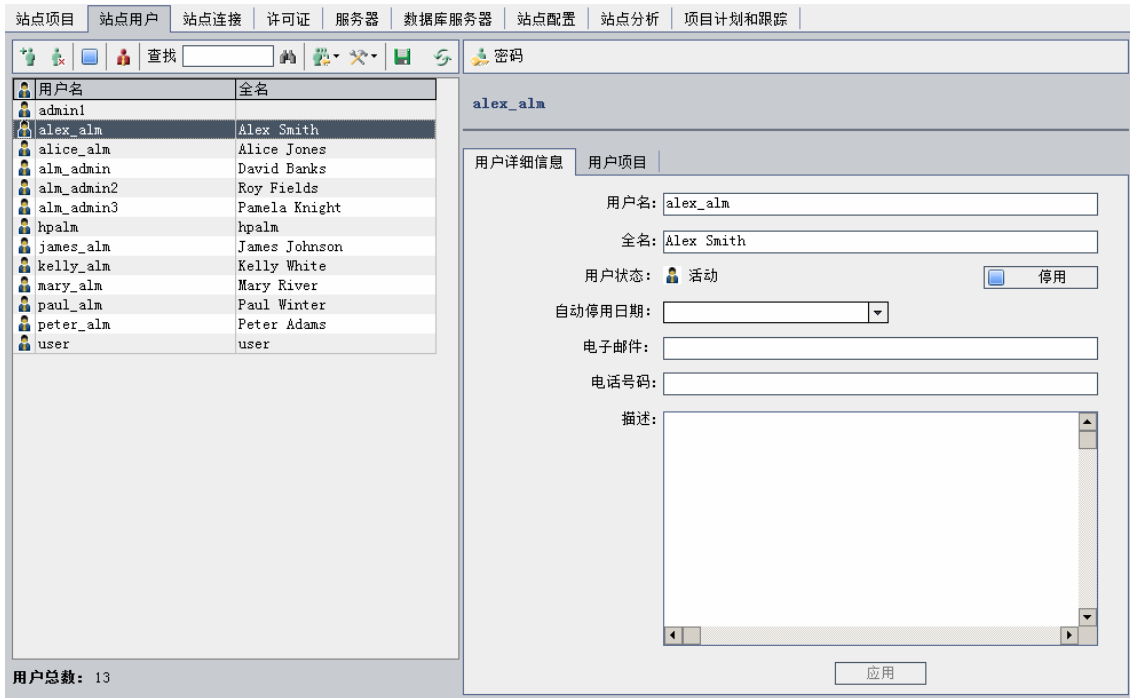 站点项目 站点用户 站点连接 许可证 服务器 数据库服务器 站点配置 站点分析 项目计划和跟踪
查找
密码
用户名 全名
admin1
alex_alm Alex Smith
alice_alm Alice Jones
alm_admin David Banks
alm_admin2 Roy Fields
alm_admin3 Pamela Knight
hpalm hpalm
james_alm James Johnson
kelly_alm Kelly White
mary_alm Mary River
paul_alm Paul Winter
peter_alm Peter Adams
user user
用户总数: 13
alex_alm
用户详细信息 用户项目
用户名: alex_alm
全名: Alex Smith
用户状态: 活动 停用
自动停用日期:
电子邮件:
电话号码:
描述:
应用